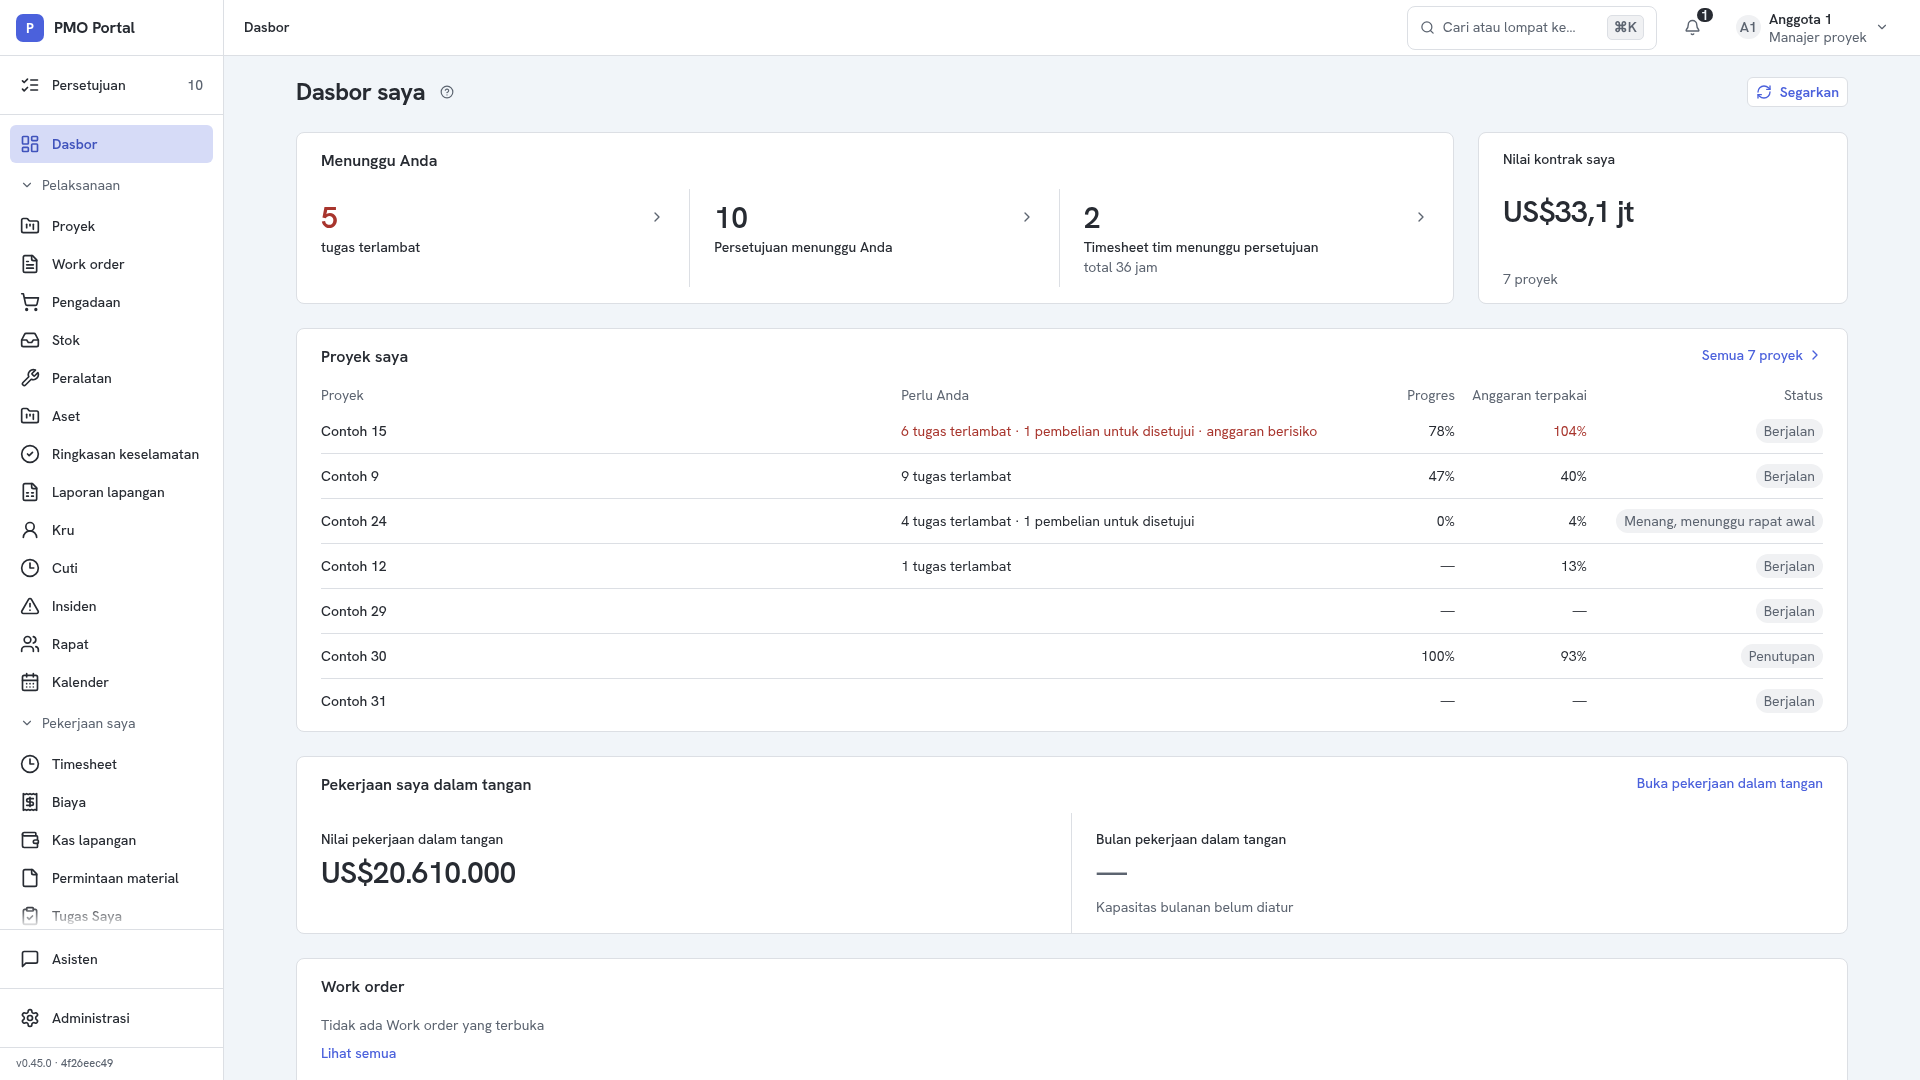 P PMO Portal
Persetujuan 10
Dasbor
Pelaksanaan
Proyek
Work order
Pengadaan
Stok
Peralatan
Aset
Ringkasan keselamatan
Laporan lapangan
Kru
Cuti
Insiden
Rapat
Kalender
Pekerjaan saya
Timesheet
Biaya
Kas lapangan
Permintaan material
Tugas Saya
Asisten
Administrasi
v0.45.0 · 4f26eec49
Dasbor
Cari atau lompat ke... ⌘K
1
A1
Anggota 1
Manajer proyek
Dasbor saya
Segarkan
Menunggu Anda
5
tugas terlambat
10
Persetujuan menunggu Anda
2
Timesheet tim menunggu persetujuan
total 36 jam
Nilai kontrak saya
US$33,1 jt
7 proyek
Proyek saya
Semua 7 proyek
Proyek Perlu Anda Progres Anggaran terpakai Status
Contoh 15 6 tugas terlambat · 1 pembelian untuk disetujui · anggaran berisiko 78% 104% Berjalan
Contoh 9 9 tugas terlambat 47% 40% Berjalan
Contoh 24 4 tugas terlambat · 1 pembelian untuk disetujui 0% 4% Menang, menunggu rapat awal
Contoh 12 1 tugas terlambat — 13% Berjalan
Contoh 29 — — Berjalan
Contoh 30 100% 93% Penutupan
Contoh 31 — — Berjalan
Pekerjaan saya dalam tangan
Buka pekerjaan dalam tangan
Nilai pekerjaan dalam tangan
US$20.610.000
Bulan pekerjaan dalam tangan
—
Kapasitas bulanan belum diatur
Work order
Tidak ada Work order yang terbuka
Lihat semua